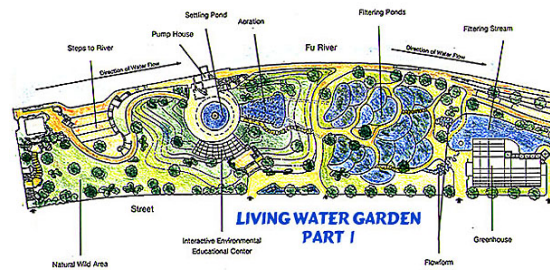 Settling Pond
Pump House
Aeration
Filtering Ponds
Filtering Stream
Steps to River
Fu River
Direction of Water Flow
Direction of Water Flow
Street
LIVING WATER GARDEN
PART I
Natural Wild Area
Interactive Environmental
Educational Center
Flowform
Greenhouse